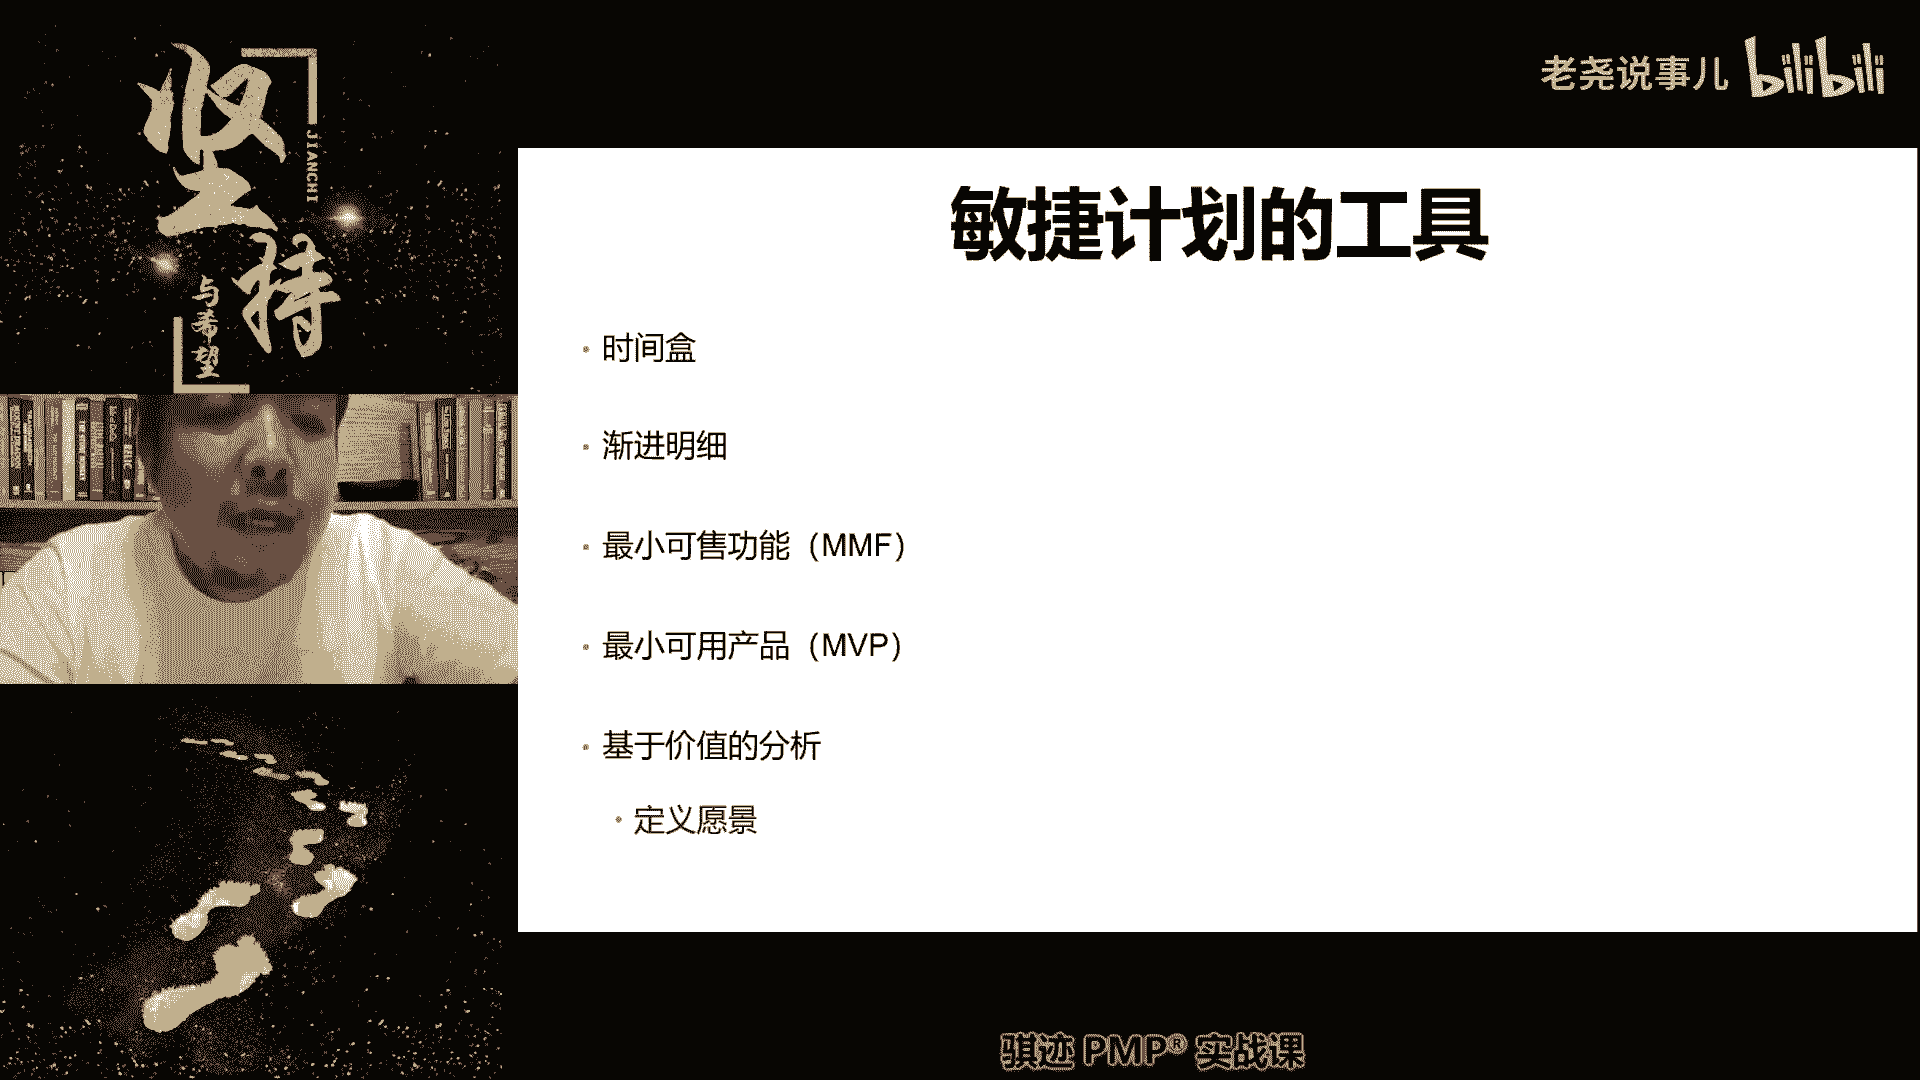 坚持
JIANCHI
与希望
老尧说事儿 bilibili
敏捷计划的工具
· 时间盒
· 渐进明细
· 最小可售功能（MMF）
· 最小可用产品（MVP）
· 基于价值的分析
· 定义愿景
骐迹 PMP® 实战课